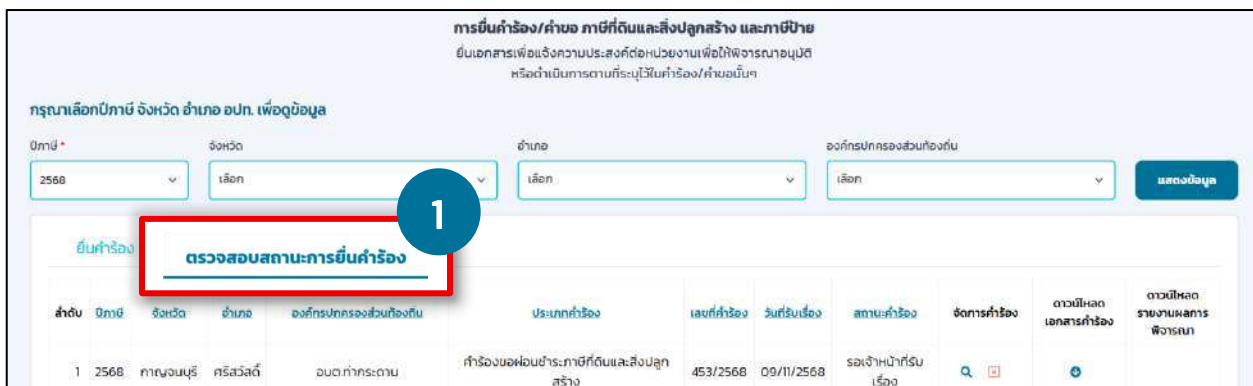 การยื่นคำร้อง/คำขอ ภาษีที่ดินและสิ่งปลูกสร้าง และภาษีป้าย
ยื่นเอกสารเพื่อแจ้งความประสงค์ต่อหน่วยงานเพื่อให้พิจารณาอนุมัติ
หรือดำเนินการตามที่ระบุไว้ในคำร้อง/คำขอนั้นๆ
กรุณาเลือกปีภาษี จังหวัด อำเภอ อปท. เพื่อดูข้อมูล
ปีภาษี * จังหวัด อำเภอ องค์กรปกครองส่วนท้องถิ่น
2568 เลือก เลือก เลือก แสดงข้อมูล
1
ยื่นคำร้อง ตรวจสอบสถานะการยื่นคำร้อง
ลำดับ ปีภาษี จังหวัด อำเภอ องค์กรปกครองส่วนท้องถิ่น ประเภทคำร้อง เลขที่คำร้อง วันที่รับเรื่อง สถานะคำร้อง จัดการคำร้อง ดาวน์โหลด เอกสารคำร้อง ดาวน์โหลด รายงานผลการ พิจารณา
1 2568 กาญจนบุรี ศรีสวัสดิ์ อบต.ท่ากระดาน คำร้องขอผ่อนชำระภาษีที่ดินและสิ่งปลูก 453/2568 09/11/2568 รอเจ้าหน้าที่รับ
สร้าง เรื่อง